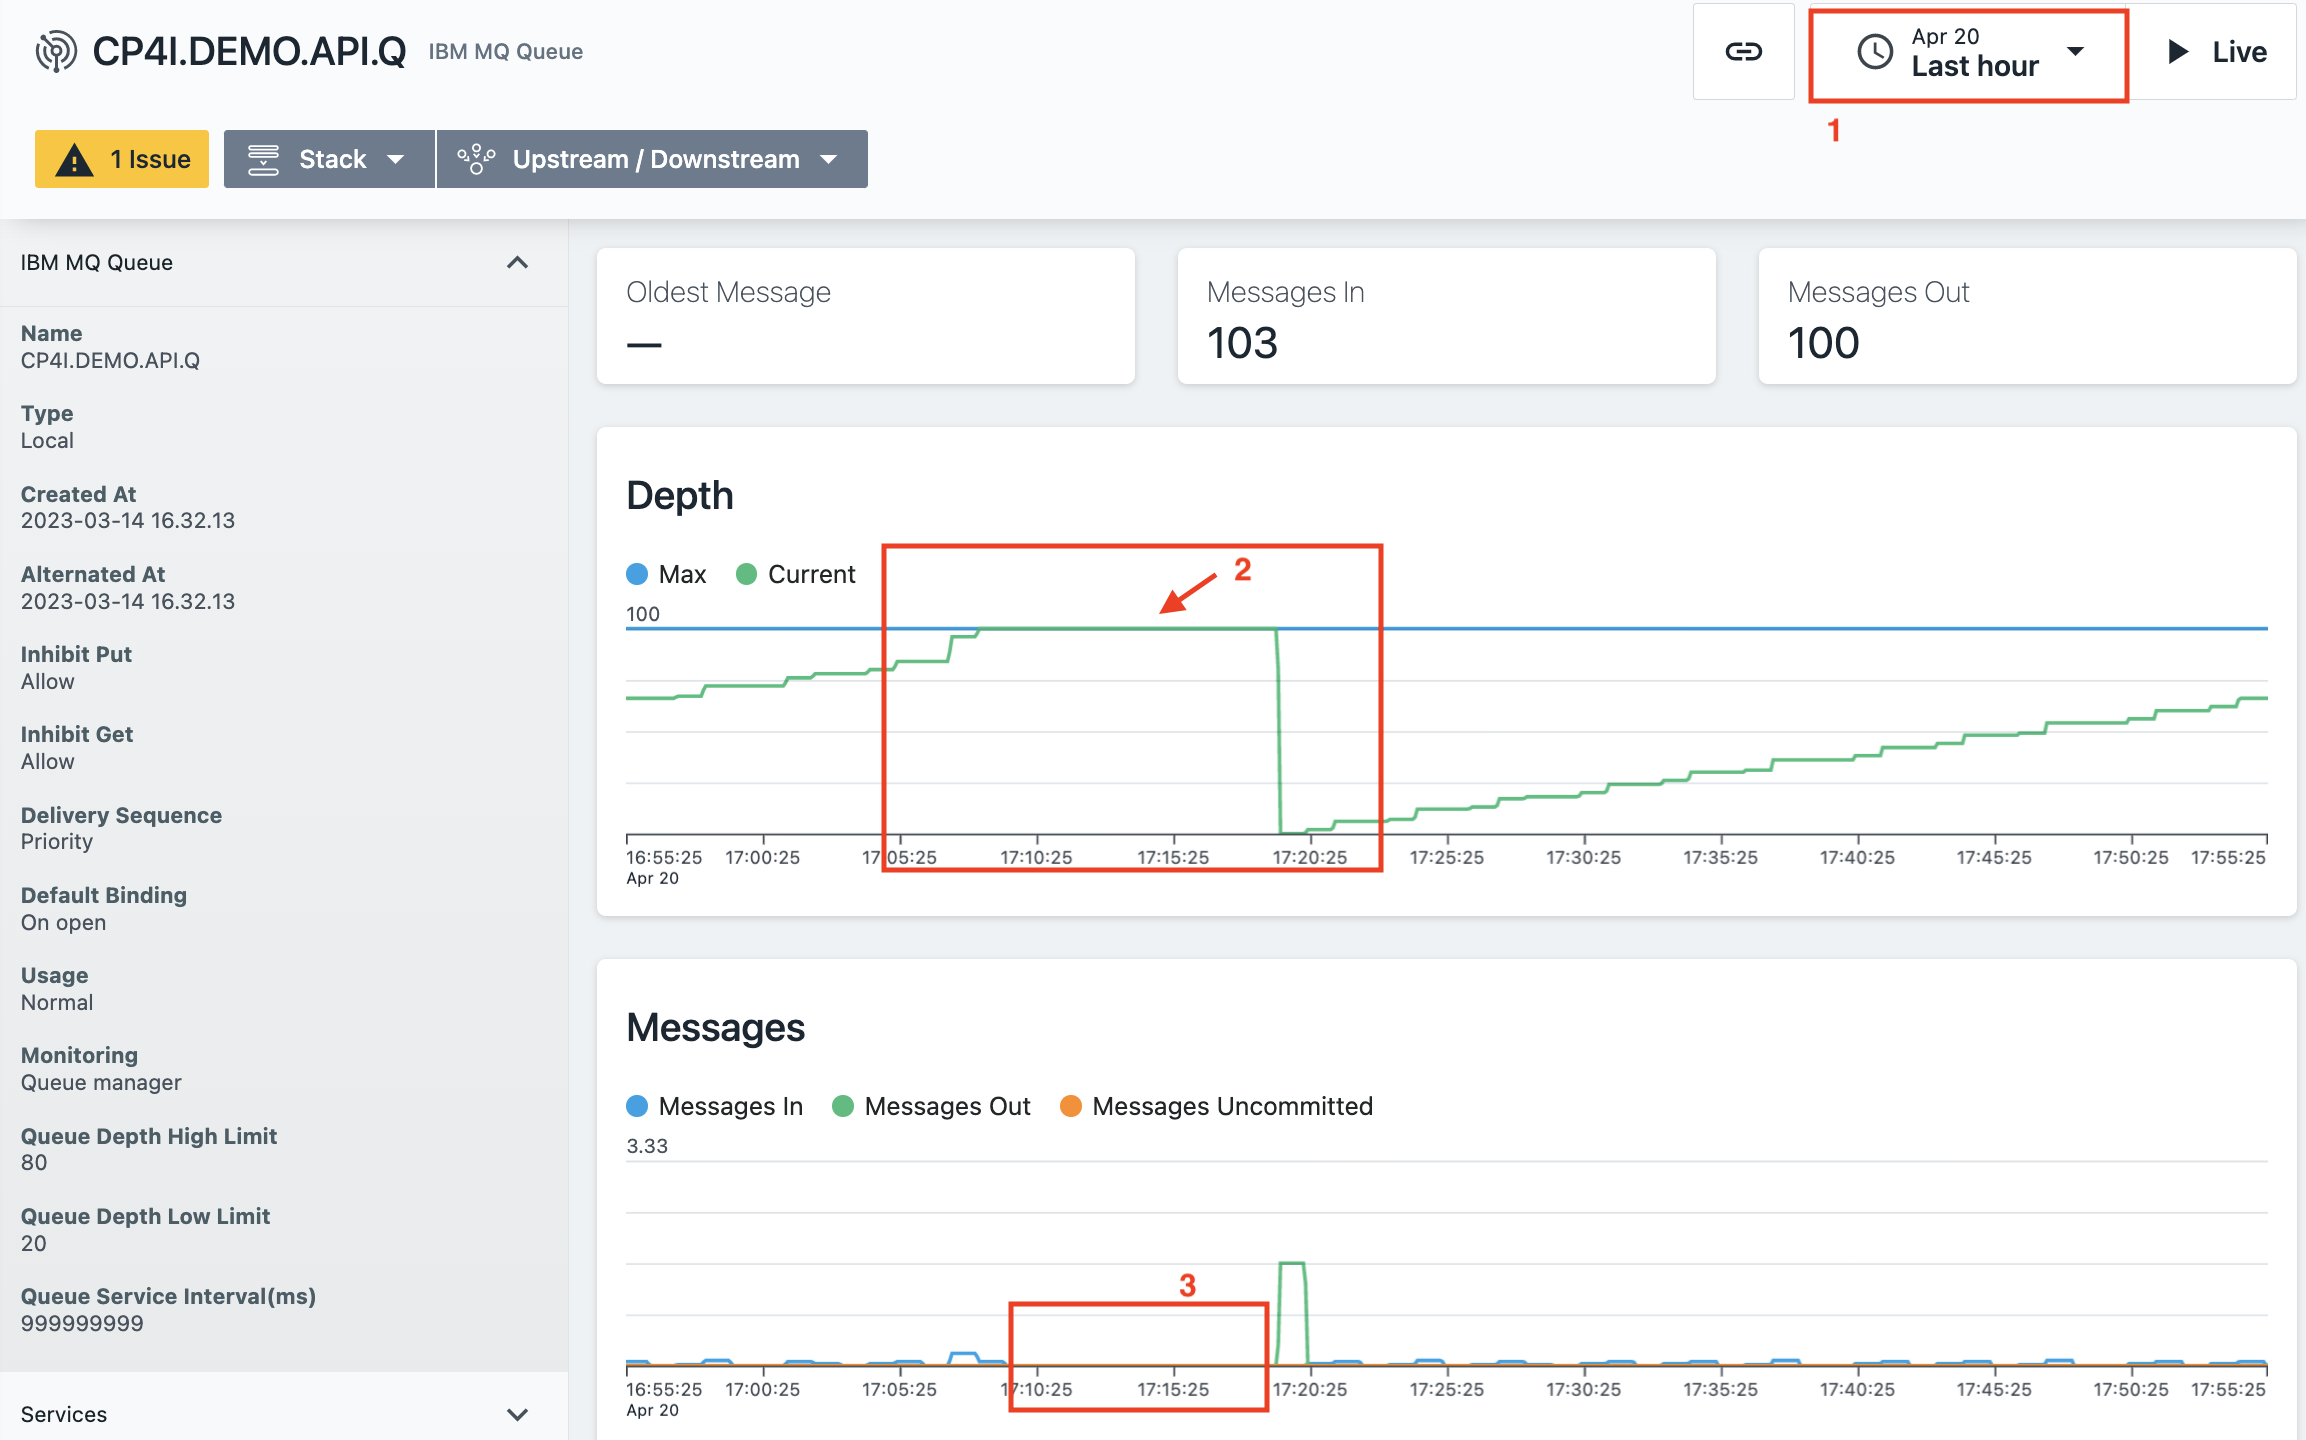 CP4I.DEMO.API.Q IBM MQ Queue
Apr 20
Last hour
Live
1
1 Issue
Stack
Upstream / Downstream
IBM MQ Queue
Name
CP4I.DEMO.API.Q
Type
Local
Created At
2023-03-14 16.32.13
Alternated At
2023-03-14 16.32.13
Inhibit Put
Allow
Inhibit Get
Allow
Delivery Sequence
Priority
Default Binding
On open
Usage
Normal
Monitoring
Queue manager
Queue Depth High Limit
80
Queue Depth Low Limit
20
Queue Service Interval(ms)
999999999
Services
Oldest Message
—
Messages In
103
Messages Out
100
Depth
Max Current
2
100
16:55:25 17:00:25 17:05:25 17:10:25 17:15:25 17:20:25 17:25:25 17:30:25 17:35:25 17:40:25 17:45:25 17:50:25 17:55:25
Apr 20
Messages
Messages In Messages Out Messages Uncommitted
3.33
3
16:55:25 17:00:25 17:05:25 17:10:25 17:15:25 17:20:25 17:25:25 17:30:25 17:35:25 17:40:25 17:45:25 17:50:25 17:55:25
Apr 20